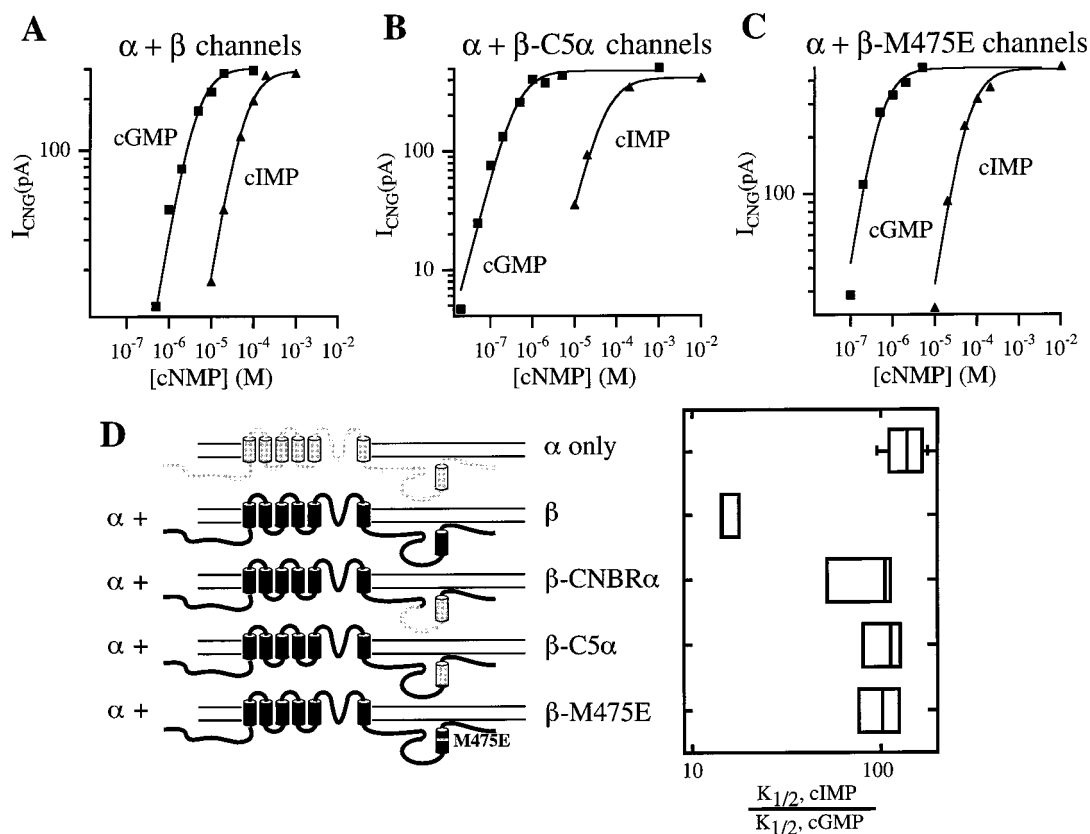 A
α + β channels
I_CNG(pA)
100
cGMP
cIMP
10⁻⁷ 10⁻⁶ 10⁻⁵ 10⁻⁴ 10⁻³ 10⁻²
[cNMP] (M)
B
α + β-C5α channels
I_CNG(pA)
100
10
cIMP
cGMP
10⁻⁷ 10⁻⁶ 10⁻⁵ 10⁻⁴ 10⁻³ 10⁻²
[cNMP] (M)
C
α + β-M475E channels
I_CNG(pA)
100
cIMP
cGMP
10⁻⁷ 10⁻⁶ 10⁻⁵ 10⁻⁴ 10⁻³ 10⁻²
[cNMP] (M)
D
α only
α + β
α + β-CNBRα
α + β-C5α
α + β-M475E
M475E
10 100
K_1/2, cIMP
K_1/2, cGMP